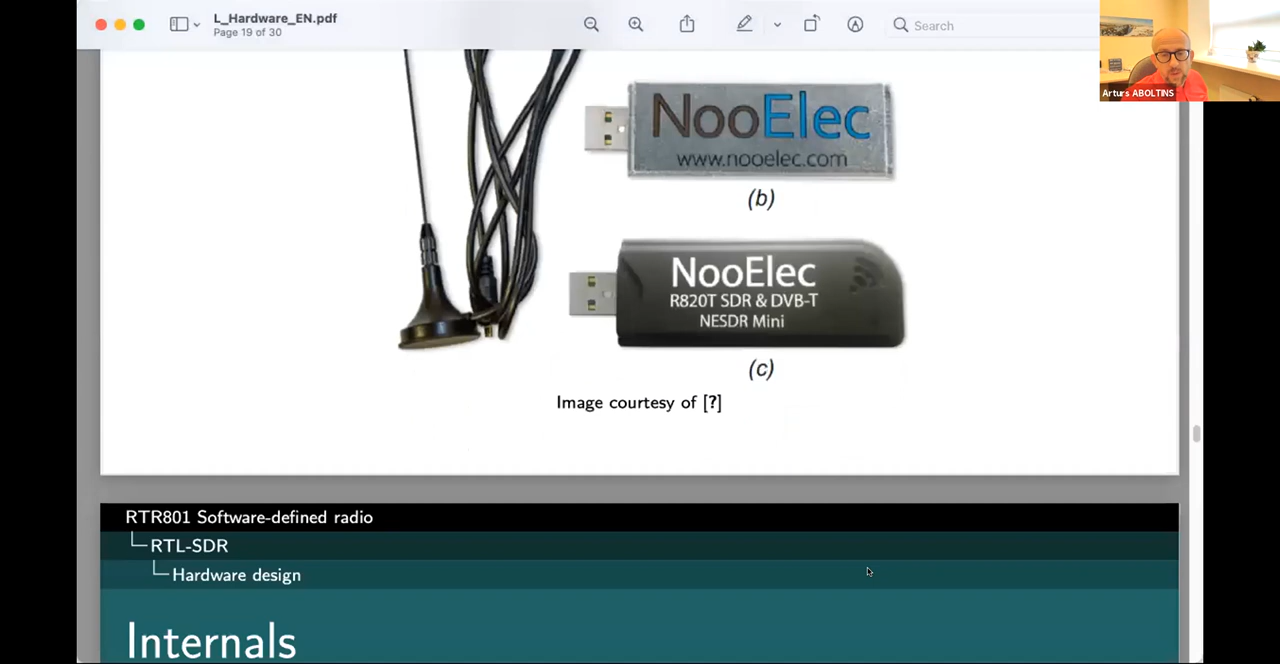 L_Hardware_EN.pdf
Page 19 of 30
Search
Arturs ABOLTINS
NooElec
www.nooelec.com
(b)
NooElec
R820T SDR & DVB-T
NESDR Mini
(c)
Image courtesy of [?]
RTR801 Software-defined radio
RTL-SDR
Hardware design
Internals